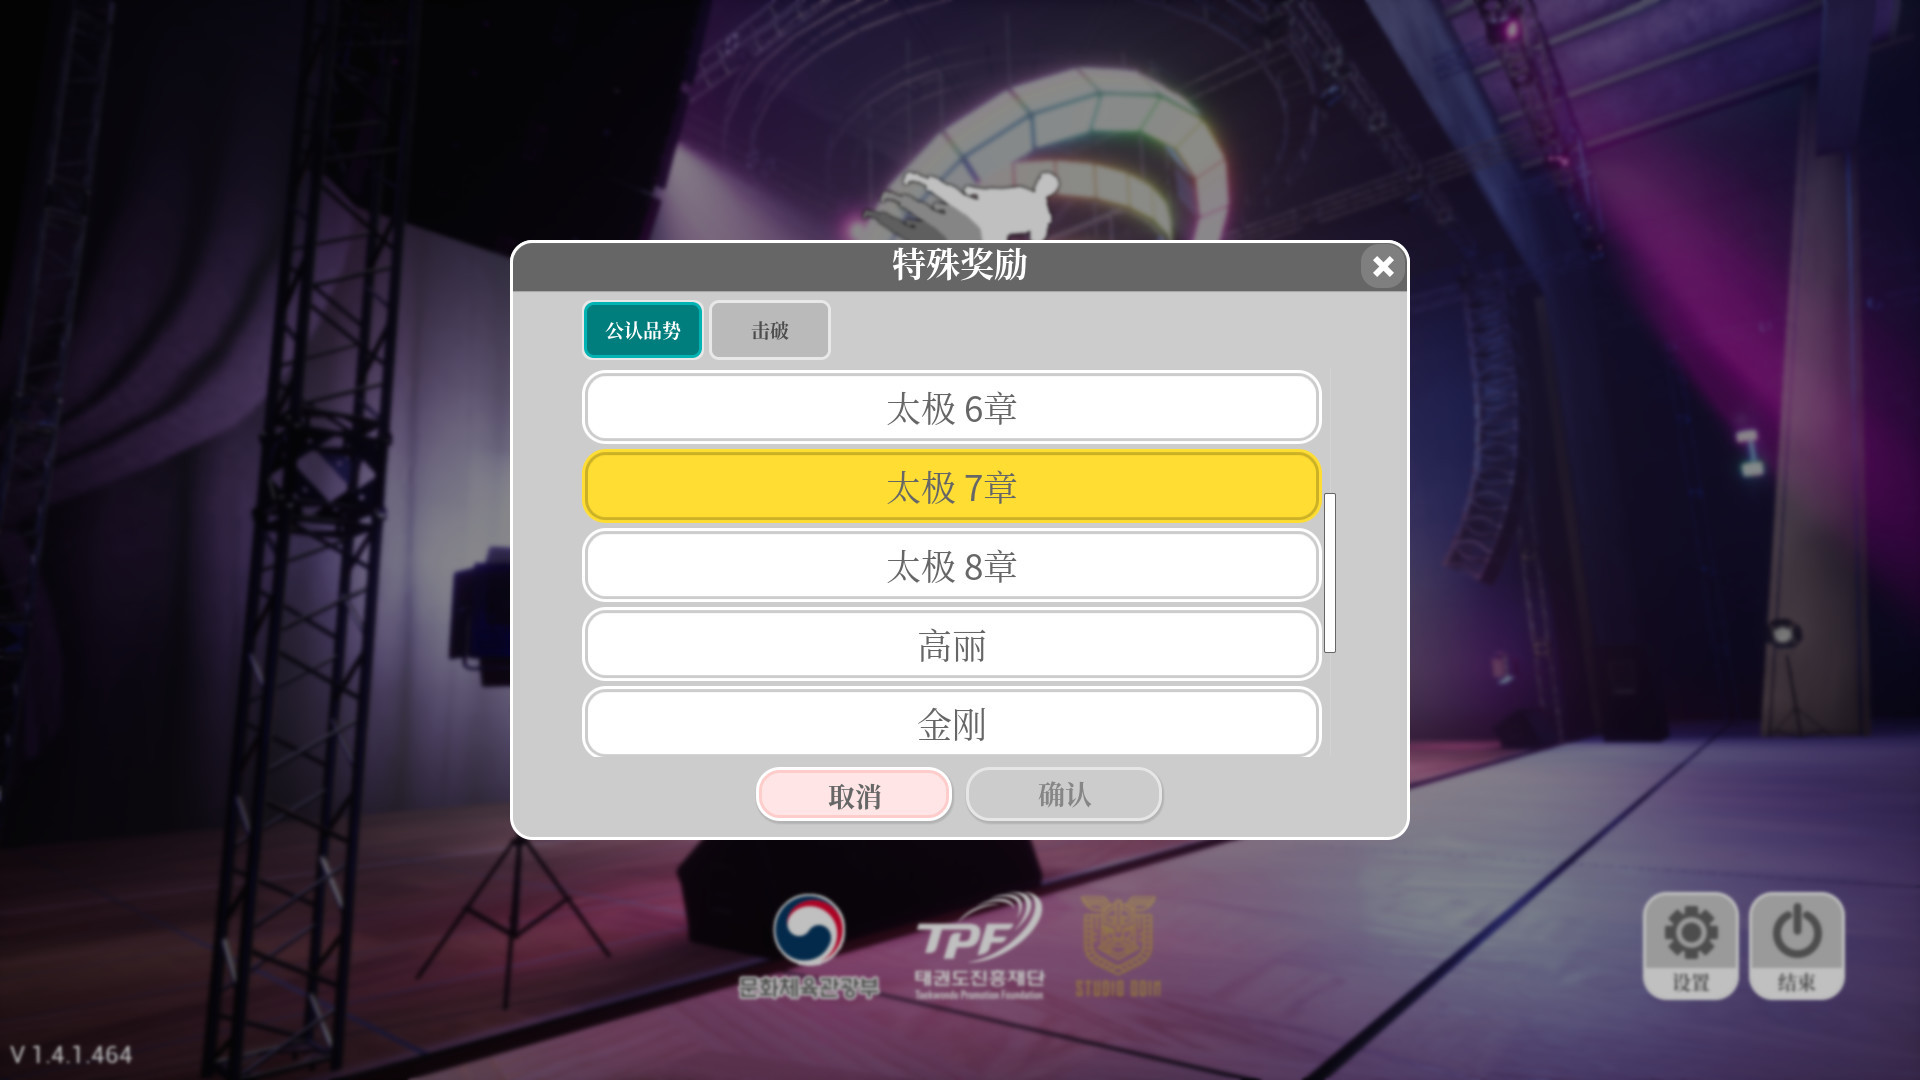 特殊奖励
公认品势
击破
太极 6章
太极 7章
太极 8章
高丽
金刚
取消
确认
문화체육관광부
TPF
태권도진흥재단
Taekwondo Promotion Foundation
STUDIO ODIN
设置
结束
V 1.4.1.464